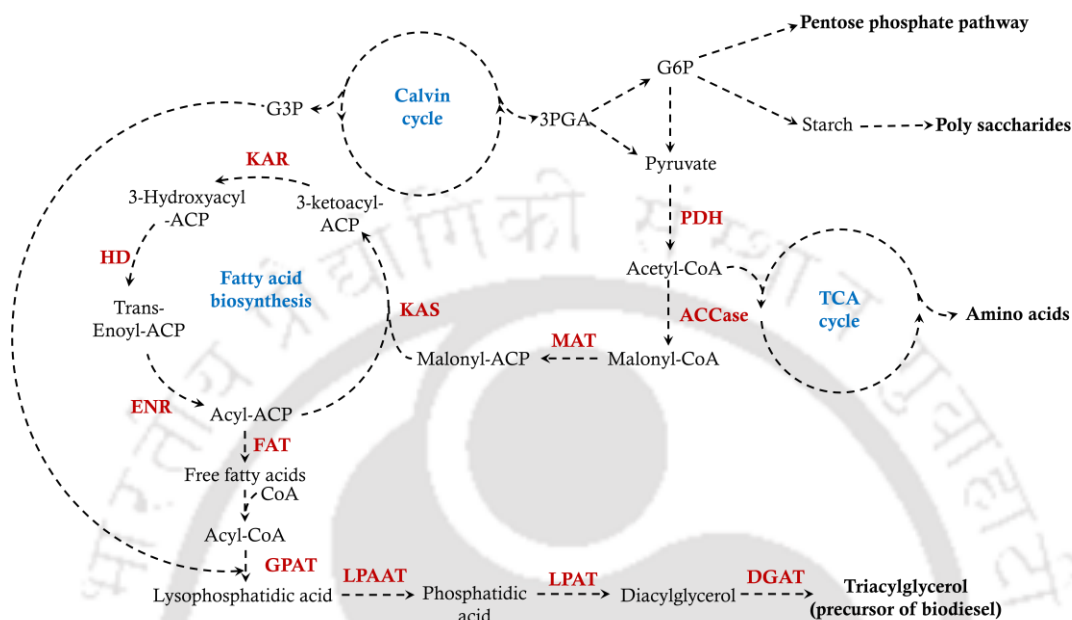 Pentose phosphate pathway
G6P
Calvin
cycle
G3P
3PGA
Starch
Poly saccharides
Pyruvate
KAR
3-Hydroxyacyl
-ACP
3-ketoacyl-
ACP
PDH
HD
Fatty acid
biosynthesis
Acetyl-CoA
TCA
cycle
Trans-
Enoyl-ACP
KAS
ACCase
Amino acids
MAT
Malonyl-ACP
Malonyl-CoA
ENR
Acyl-ACP
FAT
Free fatty acids
CoA
Acyl-CoA
GPAT
LPAAT
LPAT
DGAT
Lysophosphatidic acid
Phosphatidic
acid
Diacylglycerol
Triacylglycerol
(precursor of biodiesel)